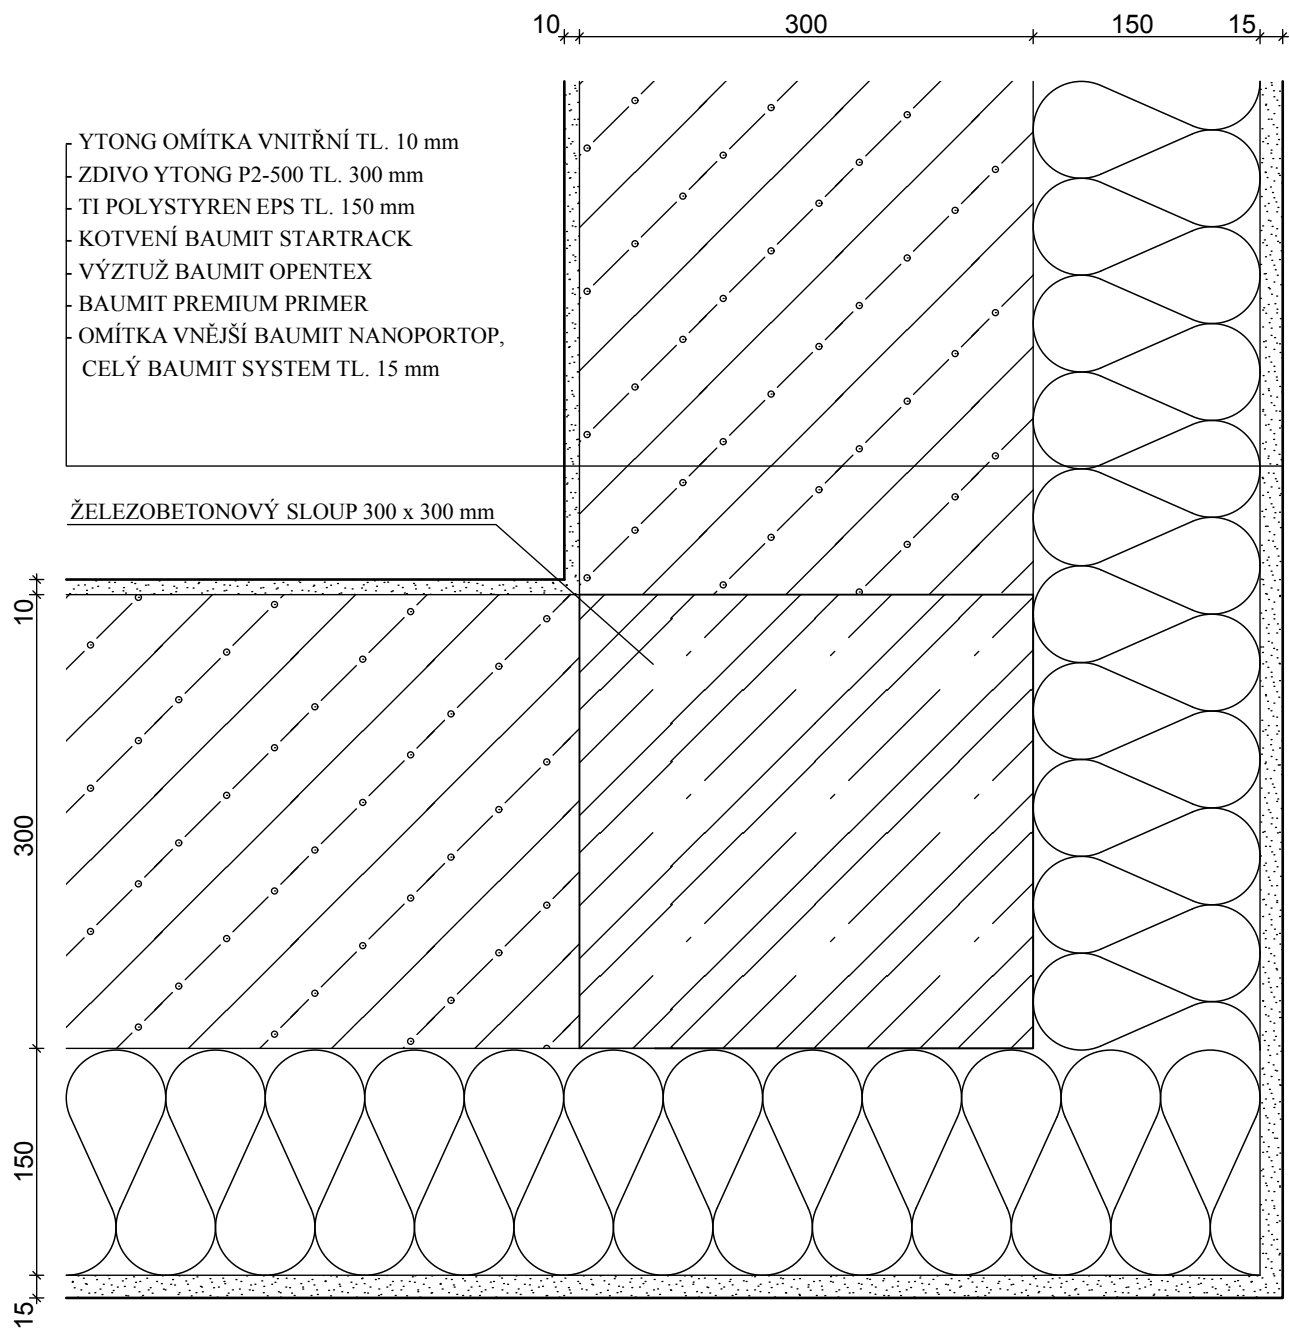 10 300 150 15
YTONG OMÍTKA VNITŘNÍ TL. 10 mm
ZDIVO YTONG P2-500 TL. 300 mm
TI POLYSTYREN EPS TL. 150 mm
KOTVENÍ BAUMIT STARTRACK
VÝZTUŽ BAUMIT OPENTEX
BAUMIT PREMIUM PRIMER
OMÍTKA VNĚJŠÍ BAUMIT NANOPORTOP,
CELÝ BAUMIT SYSTEM TL. 15 mm
ŽELEZOBETONOVÝ SLOUP 300 x 300 mm
10
300
150
15